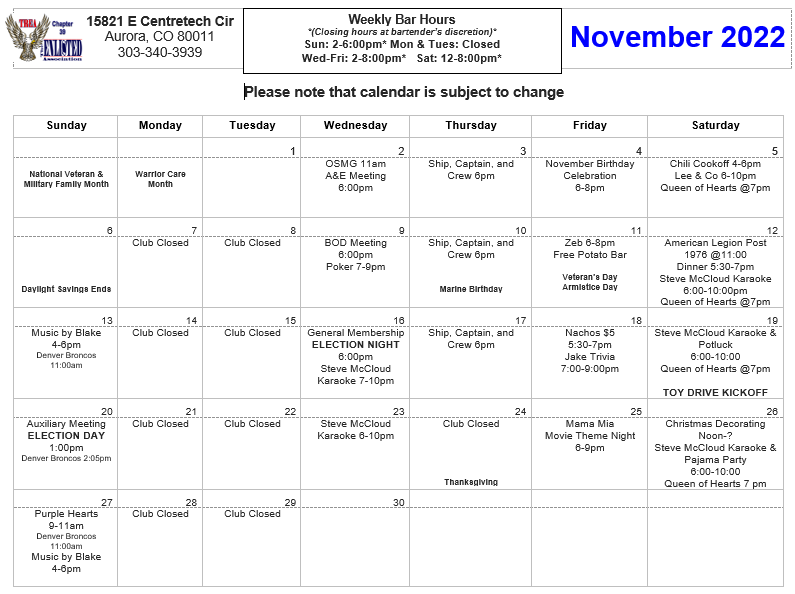 TREA Chapter 39
ENLISTED
Association
15821 E Centretech Cir
Aurora, CO 80011
303-340-3939
Weekly Bar Hours
*(Closing hours at bartender's discretion)*
Sun: 2-6:00pm* Mon & Tues: Closed
Wed-Fri: 2-8:00pm* Sat: 12-8:00pm*
November 2022
Please note that calendar is subject to change
Sunday Monday Tuesday Wednesday Thursday Friday Saturday
National Veteran &
Military Family Month
Warrior Care
Month
1
2
OSMG 11am
A&E Meeting
6:00pm
3
Ship, Captain, and
Crew 6pm
4
November Birthday
Celebration
6-8pm
5
Chili Cookoff 4-6pm
Lee & Co 6-10pm
Queen of Hearts @7pm
6
Daylight Savings Ends
7
Club Closed
8
Club Closed
9
BOD Meeting
6:00pm
Poker 7-9pm
10
Ship, Captain, and
Crew 6pm
Marine Birthday
11
Zeb 6-8pm
Free Potato Bar
Veteran's Day
Armistice Day
12
American Legion Post
1976 @11:00
Dinner 5:30-7pm
Steve McCloud Karaoke
6:00-10:00pm
Queen of Hearts @7pm
13
Music by Blake
4-6pm
Denver Broncos
11:00am
14
Club Closed
15
Club Closed
16
General Membership
ELECTION NIGHT
6:00pm
Steve McCloud
Karaoke 7-10pm
17
Ship, Captain, and
Crew 6pm
18
Nachos $5
5:30-7pm
Jake Trivia
7:00-9:00pm
19
Steve McCloud Karaoke &
Potluck
6:00-10:00
Queen of Hearts @7pm
TOY DRIVE KICKOFF
20
Auxiliary Meeting
ELECTION DAY
1:00pm
Denver Broncos 2:05pm
21
Club Closed
22
Club Closed
23
Steve McCloud
Karaoke 6-10pm
24
Club Closed
Thanksgiving
25
Mama Mia
Movie Theme Night
6-9pm
26
Christmas Decorating
Noon-?
Steve McCloud Karaoke &
Pajama Party
6:00-10:00
Queen of Hearts 7 pm
27
Purple Hearts
9-11am
Denver Broncos
11:00am
Music by Blake
4-6pm
28
Club Closed
29
Club Closed
30